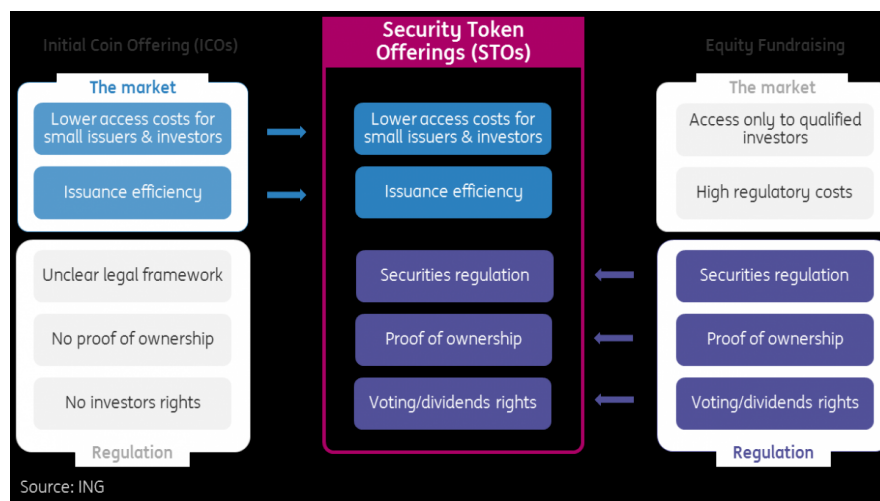 Initial Coin Offering (ICOs)
The market
Lower access costs for
small issuers & investors
Issuance efficiency
Unclear legal framework
No proof of ownership
No investors rights
Regulation
Security Token
Offerings (STOs)
Lower access costs for
small issuers & investors
Issuance efficiency
Securities regulation
Proof of ownership
Voting/dividends rights
Equity Fundraising
The market
Access only to qualified
investors
High regulatory costs
Securities regulation
Proof of ownership
Voting/dividends rights
Regulation
Source: ING